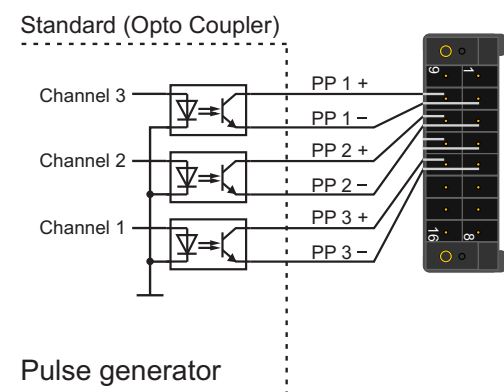 Standard (Opto Coupler)
Channel 3
PP 1 +
PP 1 –
Channel 2
PP 2 +
PP 2 –
Channel 1
PP 3 +
PP 3 –
9 1
16 8
Pulse generator